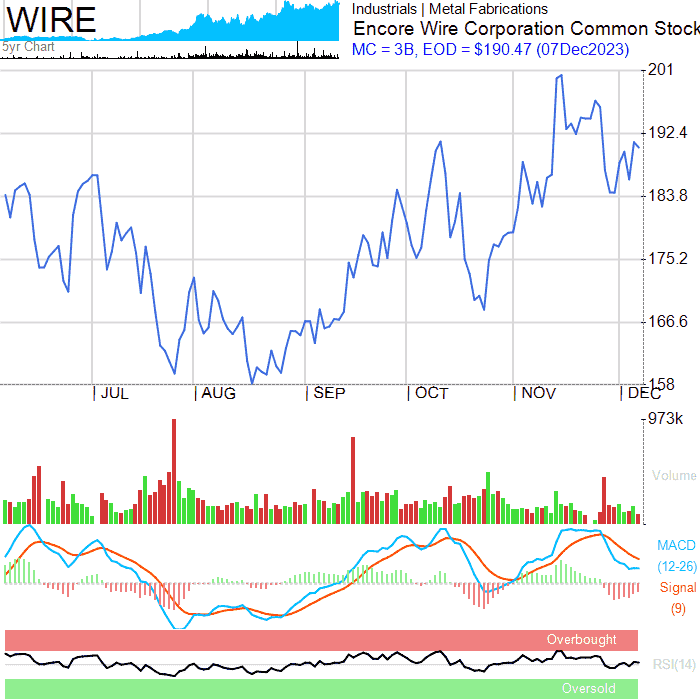 WIRE
5yr Chart
Industrials | Metal Fabrications
Encore Wire Corporation Common Stock
MC = 3B, EOD = $190.47 (07Dec2023)
201
192.4
183.8
175.2
166.6
158
JUL
AUG
SEP
OCT
NOV
DEC
973k
Volume
MACD
(12-26)
Signal
(9)
Overbought
RSI(14)
Oversold